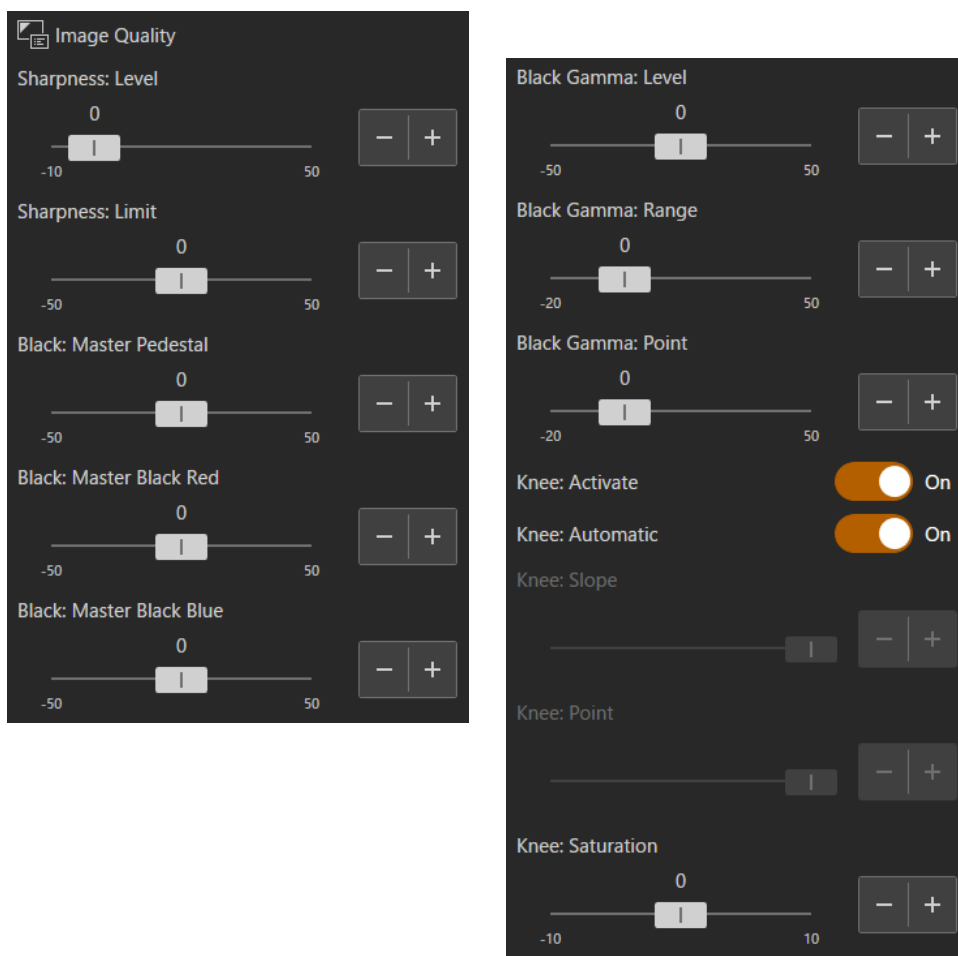 Image Quality
Sharpness: Level
0
− +
-10 50
Sharpness: Limit
0
− +
-50 50
Black: Master Pedestal
0
− +
-50 50
Black: Master Black Red
0
− +
-50 50
Black: Master Black Blue
0
− +
-50 50
Black Gamma: Level
0
− +
-50 50
Black Gamma: Range
0
− +
-20 50
Black Gamma: Point
0
− +
-20 50
Knee: Activate On
Knee: Automatic On
Knee: Slope
− +
Knee: Point
− +
Knee: Saturation
0
− +
-10 10